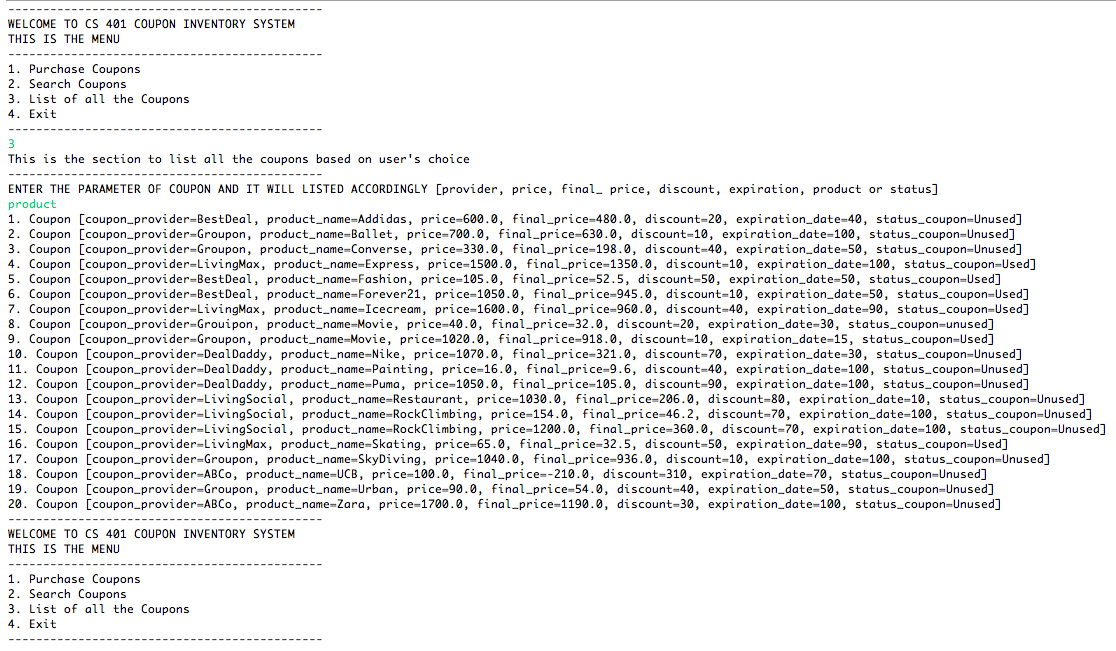 ---------------------------------------------
WELCOME TO CS 401 COUPON INVENTORY SYSTEM
THIS IS THE MENU
---------------------------------------------
1. Purchase Coupons
2. Search Coupons
3. List of all the Coupons
4. Exit
---------------------------------------------
3
This is the section to list all the coupons based on user's choice
---------------------------------------------
ENTER THE PARAMETER OF COUPON AND IT WILL LISTED ACCORDINGLY [provider, price, final_ price, discount, expiration, product or status]
product
1. Coupon [coupon_provider=BestDeal, product_name=Addidas, price=600.0, final_price=480.0, discount=20, expiration_date=40, status_coupon=Unused]
2. Coupon [coupon_provider=Groupon, product_name=Ballet, price=700.0, final_price=630.0, discount=10, expiration_date=100, status_coupon=Unused]
3. Coupon [coupon_provider=Groupon, product_name=Converse, price=330.0, final_price=198.0, discount=40, expiration_date=50, status_coupon=Unused]
4. Coupon [coupon_provider=LivingMax, product_name=Express, price=1500.0, final_price=1350.0, discount=10, expiration_date=100, status_coupon=Used]
5. Coupon [coupon_provider=BestDeal, product_name=Fashion, price=105.0, final_price=52.5, discount=50, expiration_date=50, status_coupon=Used]
6. Coupon [coupon_provider=BestDeal, product_name=Forever21, price=1050.0, final_price=945.0, discount=10, expiration_date=50, status_coupon=Used]
7. Coupon [coupon_provider=LivingMax, product_name=Icecream, price=1600.0, final_price=960.0, discount=40, expiration_date=90, status_coupon=Used]
8. Coupon [coupon_provider=Grouipon, product_name=Movie, price=40.0, final_price=32.0, discount=20, expiration_date=30, status_coupon=unused]
9. Coupon [coupon_provider=Groupon, product_name=Movie, price=1020.0, final_price=918.0, discount=10, expiration_date=15, status_coupon=Used]
10. Coupon [coupon_provider=DealDaddy, product_name=Nike, price=1070.0, final_price=321.0, discount=70, expiration_date=30, status_coupon=Unused]
11. Coupon [coupon_provider=DealDaddy, product_name=Painting, price=16.0, final_price=9.6, discount=40, expiration_date=100, status_coupon=Used]
12. Coupon [coupon_provider=DealDaddy, product_name=Puma, price=1050.0, final_price=105.0, discount=90, expiration_date=100, status_coupon=Unused]
13. Coupon [coupon_provider=LivingSocial, product_name=Restaurant, price=1030.0, final_price=206.0, discount=80, expiration_date=10, status_coupon=Unused]
14. Coupon [coupon_provider=LivingSocial, product_name=RockClimbing, price=154.0, final_price=46.2, discount=70, expiration_date=100, status_coupon=Unused]
15. Coupon [coupon_provider=LivingSocial, product_name=RockClimbing, price=1200.0, final_price=360.0, discount=70, expiration_date=100, status_coupon=Unused]
16. Coupon [coupon_provider=LivingMax, product_name=Skating, price=65.0, final_price=32.5, discount=50, expiration_date=90, status_coupon=Used]
17. Coupon [coupon_provider=Groupon, product_name=SkyDiving, price=1040.0, final_price=936.0, discount=10, expiration_date=100, status_coupon=Unused]
18. Coupon [coupon_provider=ABCo, product_name=UCB, price=100.0, final_price=-210.0, discount=310, expiration_date=70, status_coupon=Unused]
19. Coupon [coupon_provider=Groupon, product_name=Urban, price=90.0, final_price=54.0, discount=40, expiration_date=50, status_coupon=Unused]
20. Coupon [coupon_provider=ABCo, product_name=Zara, price=1700.0, final_price=1190.0, discount=30, expiration_date=100, status_coupon=Unused]
---------------------------------------------
WELCOME TO CS 401 COUPON INVENTORY SYSTEM
THIS IS THE MENU
---------------------------------------------
1. Purchase Coupons
2. Search Coupons
3. List of all the Coupons
4. Exit
---------------------------------------------